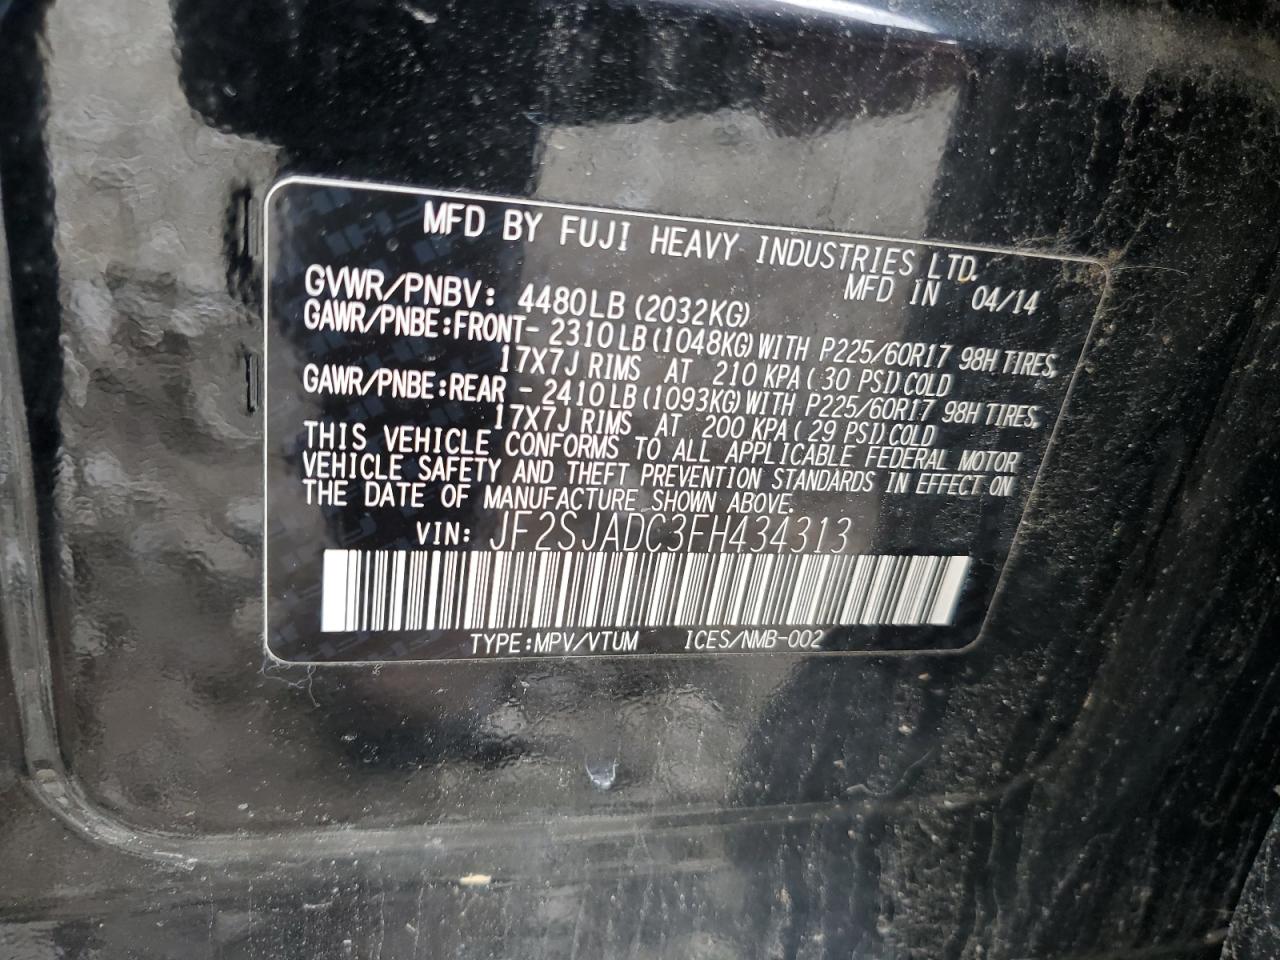 MFD BY FUJI HEAVY INDUSTRIES LTD.
MFD IN 04/14
GVWR/PNBV: 4480LB (2032KG)
GAWR/PNBE:FRONT- 2310LB(1048KG)WITH P225/60R17 98H TIRES,
17X7J RIMS AT 210 KPA( 30 PSI)COLD
GAWR/PNBE:REAR - 2410LB(1093KG)WITH P225/60R17 98H TIRES,
17X7J RIMS AT 200 KPA( 29 PSI)COLD
THIS VEHICLE CONFORMS TO ALL APPLICABLE FEDERAL MOTOR
VEHICLE SAFETY AND THEFT PREVENTION STANDARDS IN EFFECT ON
THE DATE OF MANUFACTURE SHOWN ABOVE.
VIN: JF2SJADC3FH434313
TYPE:MPV/VTUM ICES/NMB-002